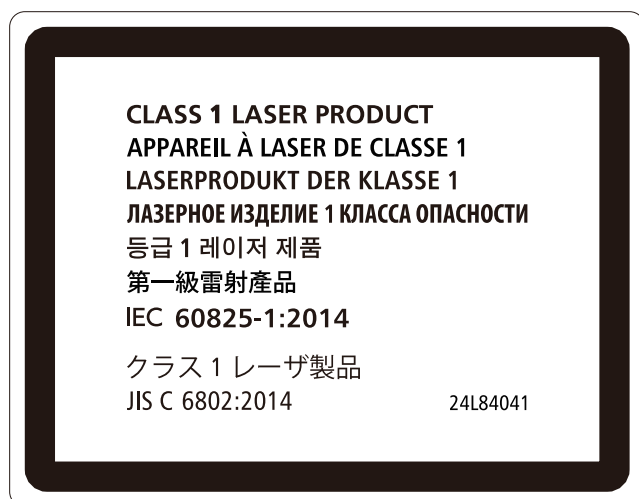 CLASS 1 LASER PRODUCT
APPAREIL À LASER DE CLASSE 1
LASERPRODUKT DER KLASSE 1
ЛАЗЕРНОЕ ИЗДЕЛИЕ 1 КЛАССА ОПАСНОСТИ
등급 1 레이저 제품
第一級雷射產品
IEC 60825-1:2014
クラス 1 レーザ製品
JIS C 6802:2014 24L84041